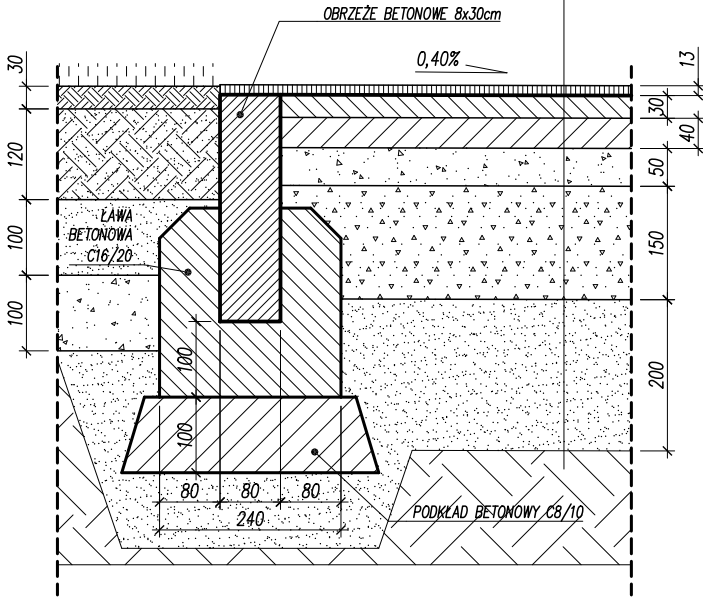 OBRZEŻE BETONOWE 8x30cm
0,40%
30
120
100
100
13
30
40
50
150
200
ŁAWA
BETONOWA
C16/20
100
100
80 80 80
240
PODKŁAD BETONOWY C8/10